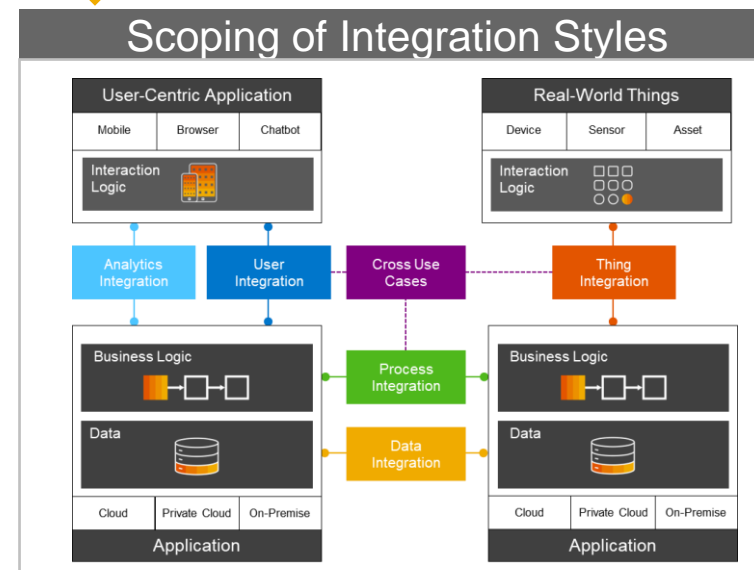 Scoping of Integration Styles
User-Centric Application
Mobile
Browser
Chatbot
Interaction
Logic
Real-World Things
Device
Sensor
Asset
Interaction
Logic
Analytics
Integration
User
Integration
Cross Use
Cases
Thing
Integration
Business Logic
Data
Cloud
Private Cloud
On-Premise
Application
Process
Integration
Data
Integration
Business Logic
Data
Cloud
Private Cloud
On-Premise
Application